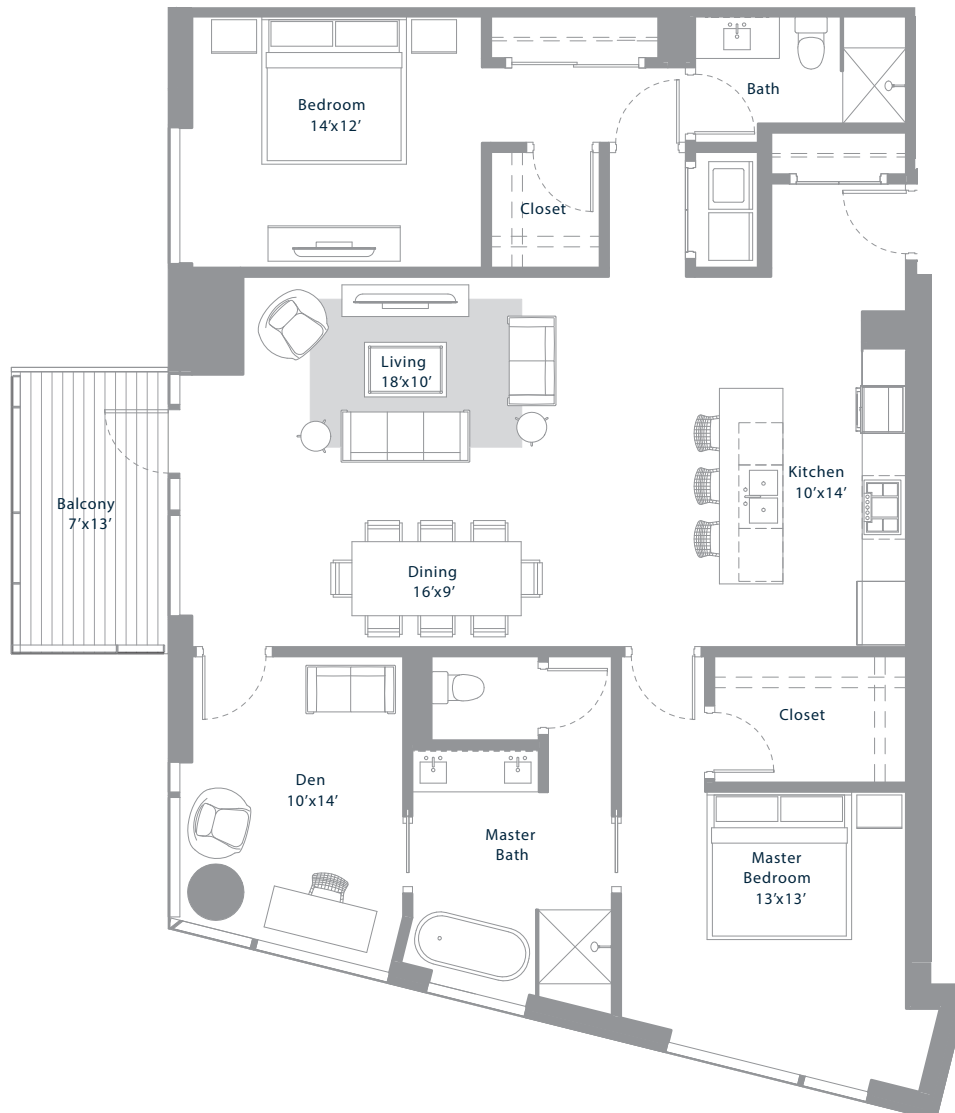 Bedroom
14’x12’
Bath
Closet
Living
18’x10’
Kitchen
10’x14’
Balcony
7’x13’
Dining
16’x9’
Closet
Den
10’x14’
Master
Bath
Master
Bedroom
13’x13’